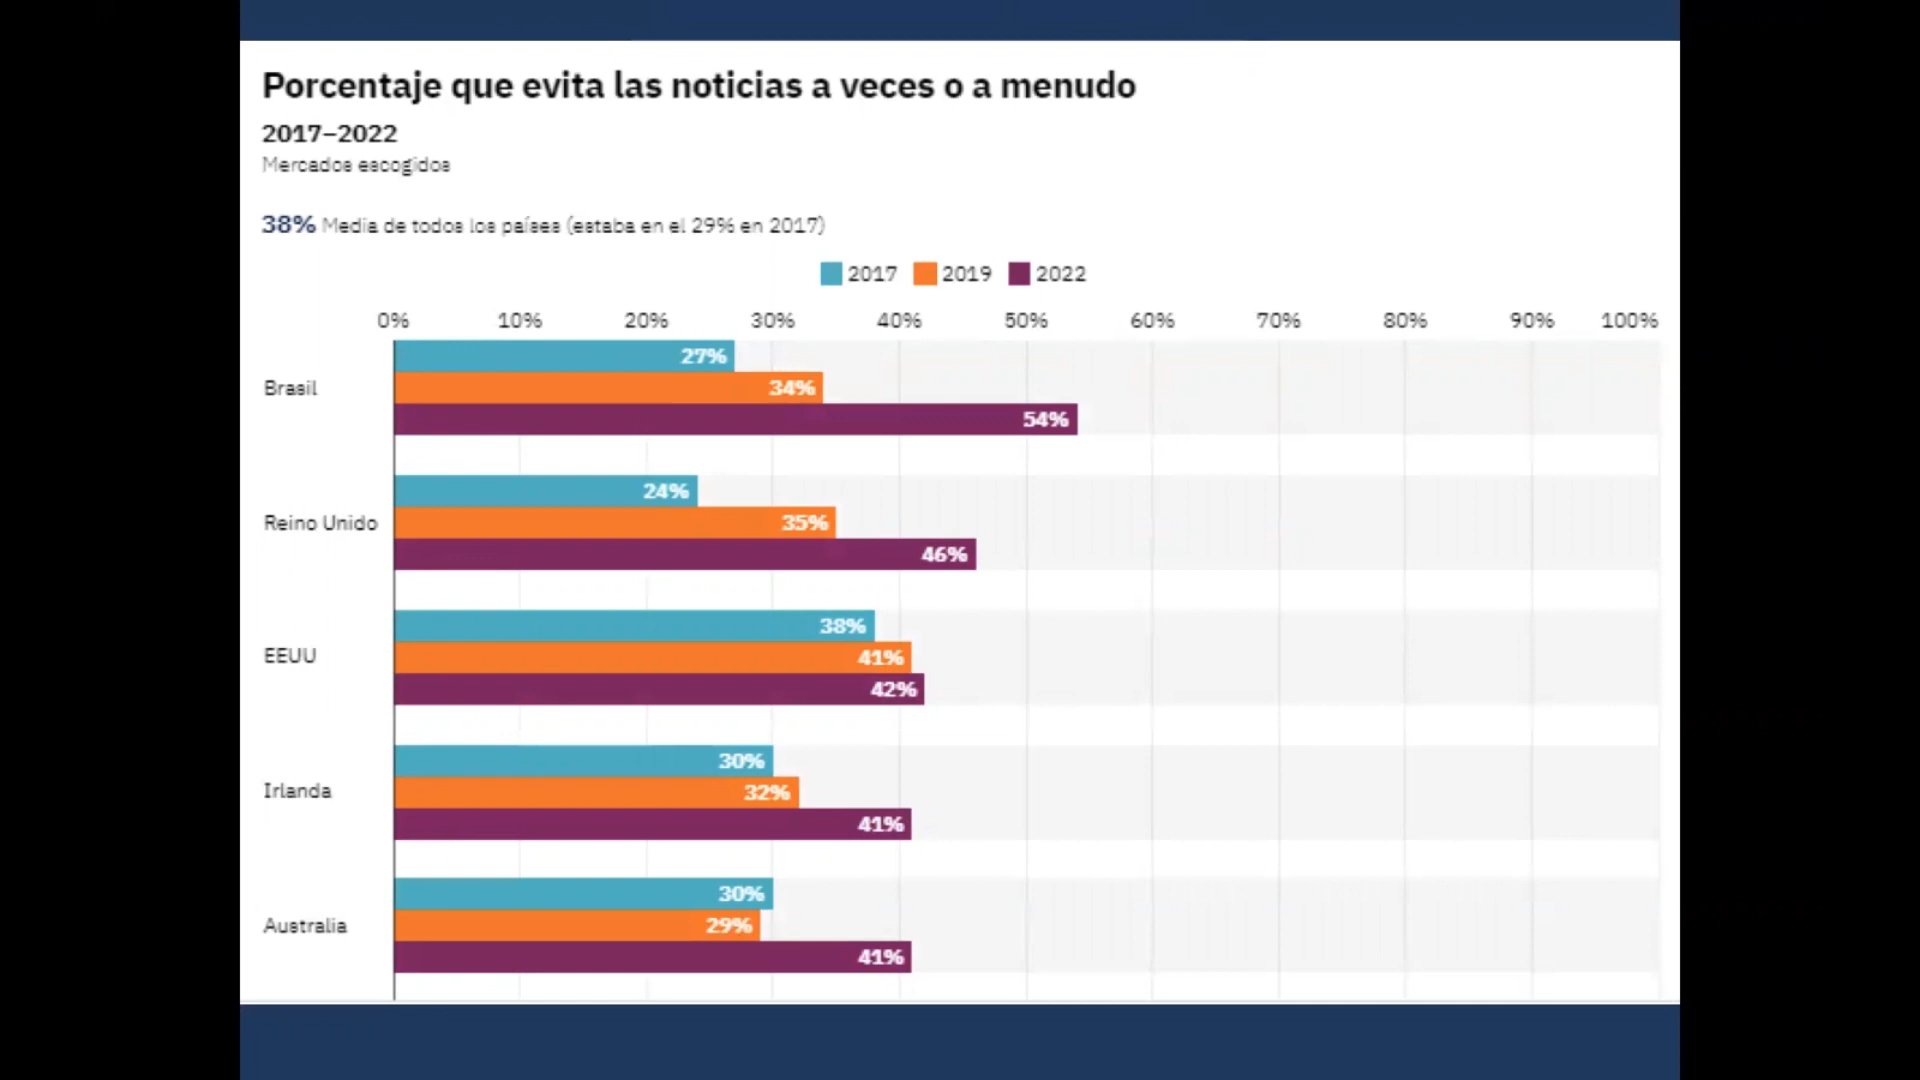 Porcentaje que evita las noticias a veces o a menudo
2017–2022
Mercados escogidos
38% Media de todos los países (estaba en el 29% en 2017)
2017 2019 2022
0% 10% 20% 30% 40% 50% 60% 70% 80% 90% 100%
27%
Brasil 34%
54%
24%
Reino Unido 35%
46%
38%
EEUU 41%
42%
30%
Irlanda 32%
41%
30%
Australia 29%
41%